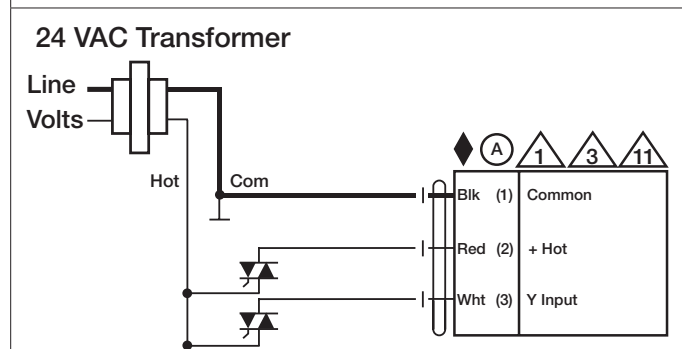 24 VAC Transformer
Line
Volts
A 1 3 11
Hot
Com
Blk (1) Common
Red (2) + Hot
Wht (3) Y Input